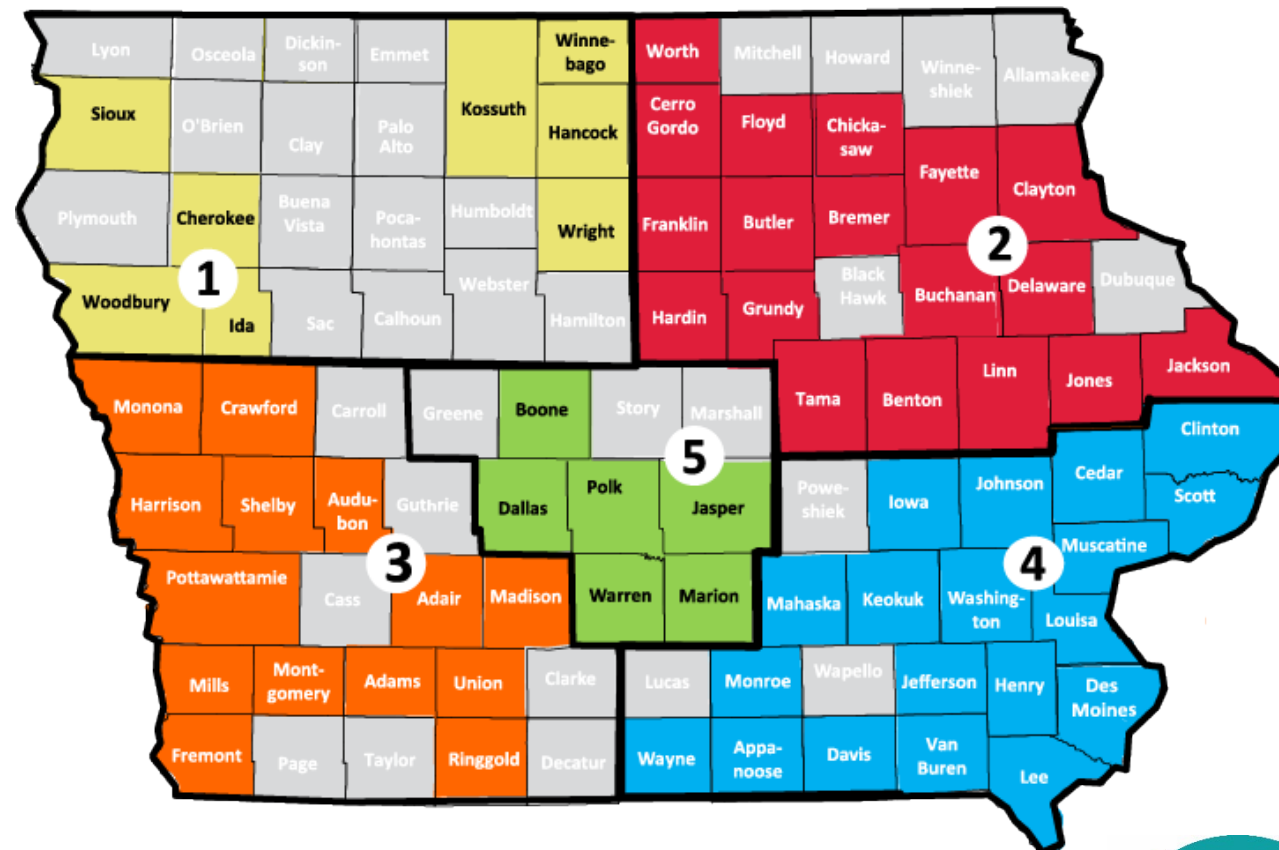 Lyon
Osceola
Dickin-
son
Emmet
Kossuth
Winne-
bago
Worth
Mitchell
Howard
Winne-
shiek
Allamakee
Sioux
O'Brien
Clay
Palo
Alto
Hancock
Cerro
Gordo
Floyd
Chicka-
saw
Fayette
Clayton
Plymouth
Cherokee
Buena
Vista
Poca-
hontas
Humboldt
Wright
Franklin
Butler
Bremer
2
1
Woodbury
Ida
Sac
Calhoun
Webster
Hamilton
Hardin
Grundy
Black
Hawk
Buchanan
Delaware
Dubuque
Monona
Crawford
Carroll
Greene
Boone
Story
Marshall
Tama
Benton
Linn
Jones
Jackson
5
Harrison
Shelby
Audu-
bon
Guthrie
Dallas
Polk
Jasper
Powe-
shiek
Iowa
Johnson
Cedar
Clinton
Scott
Muscatine
3
4
Pottawattamie
Cass
Adair
Madison
Warren
Marion
Mahaska
Keokuk
Washing-
ton
Louisa
Mills
Mont-
gomery
Adams
Union
Clarke
Lucas
Monroe
Wapello
Jefferson
Henry
Des
Moines
Fremont
Page
Taylor
Ringgold
Decatur
Wayne
Appa-
noose
Davis
Van
Buren
Lee